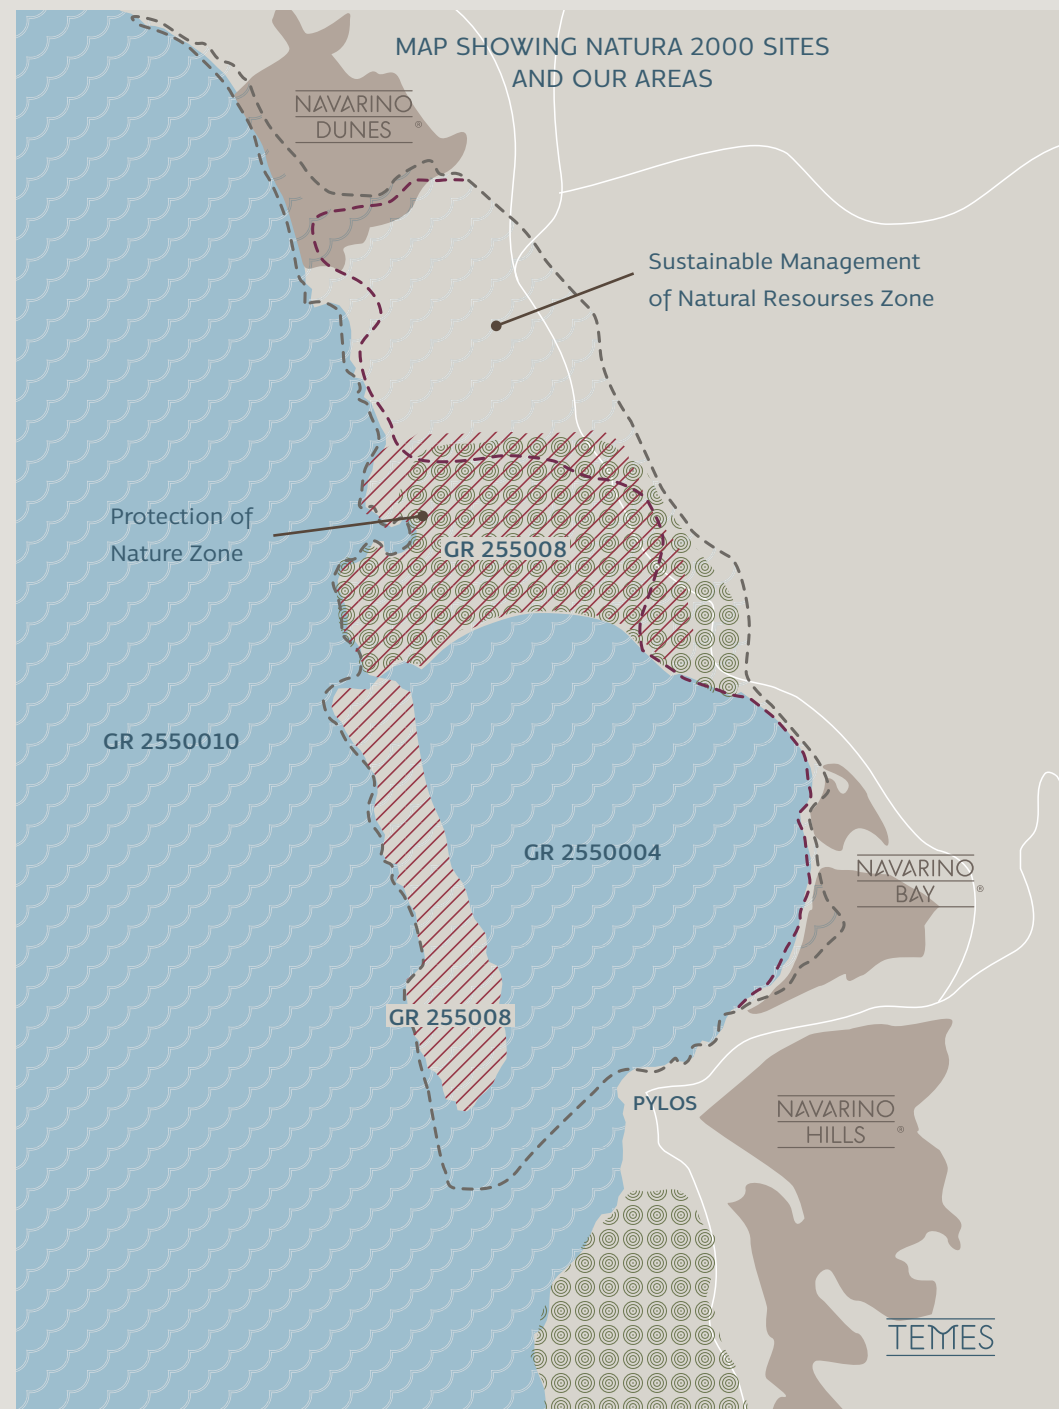 MAP SHOWING NATURA 2000 SITES
AND OUR AREAS
NAVARINO
DUNES ®
Sustainable Management
of Natural Resourses Zone
Protection of
Nature Zone
GR 255008
GR 2550010
GR 2550004
NAVARINO
BAY ®
GR 255008
PYLOS
NAVARINO
HILLS ®
TEMES